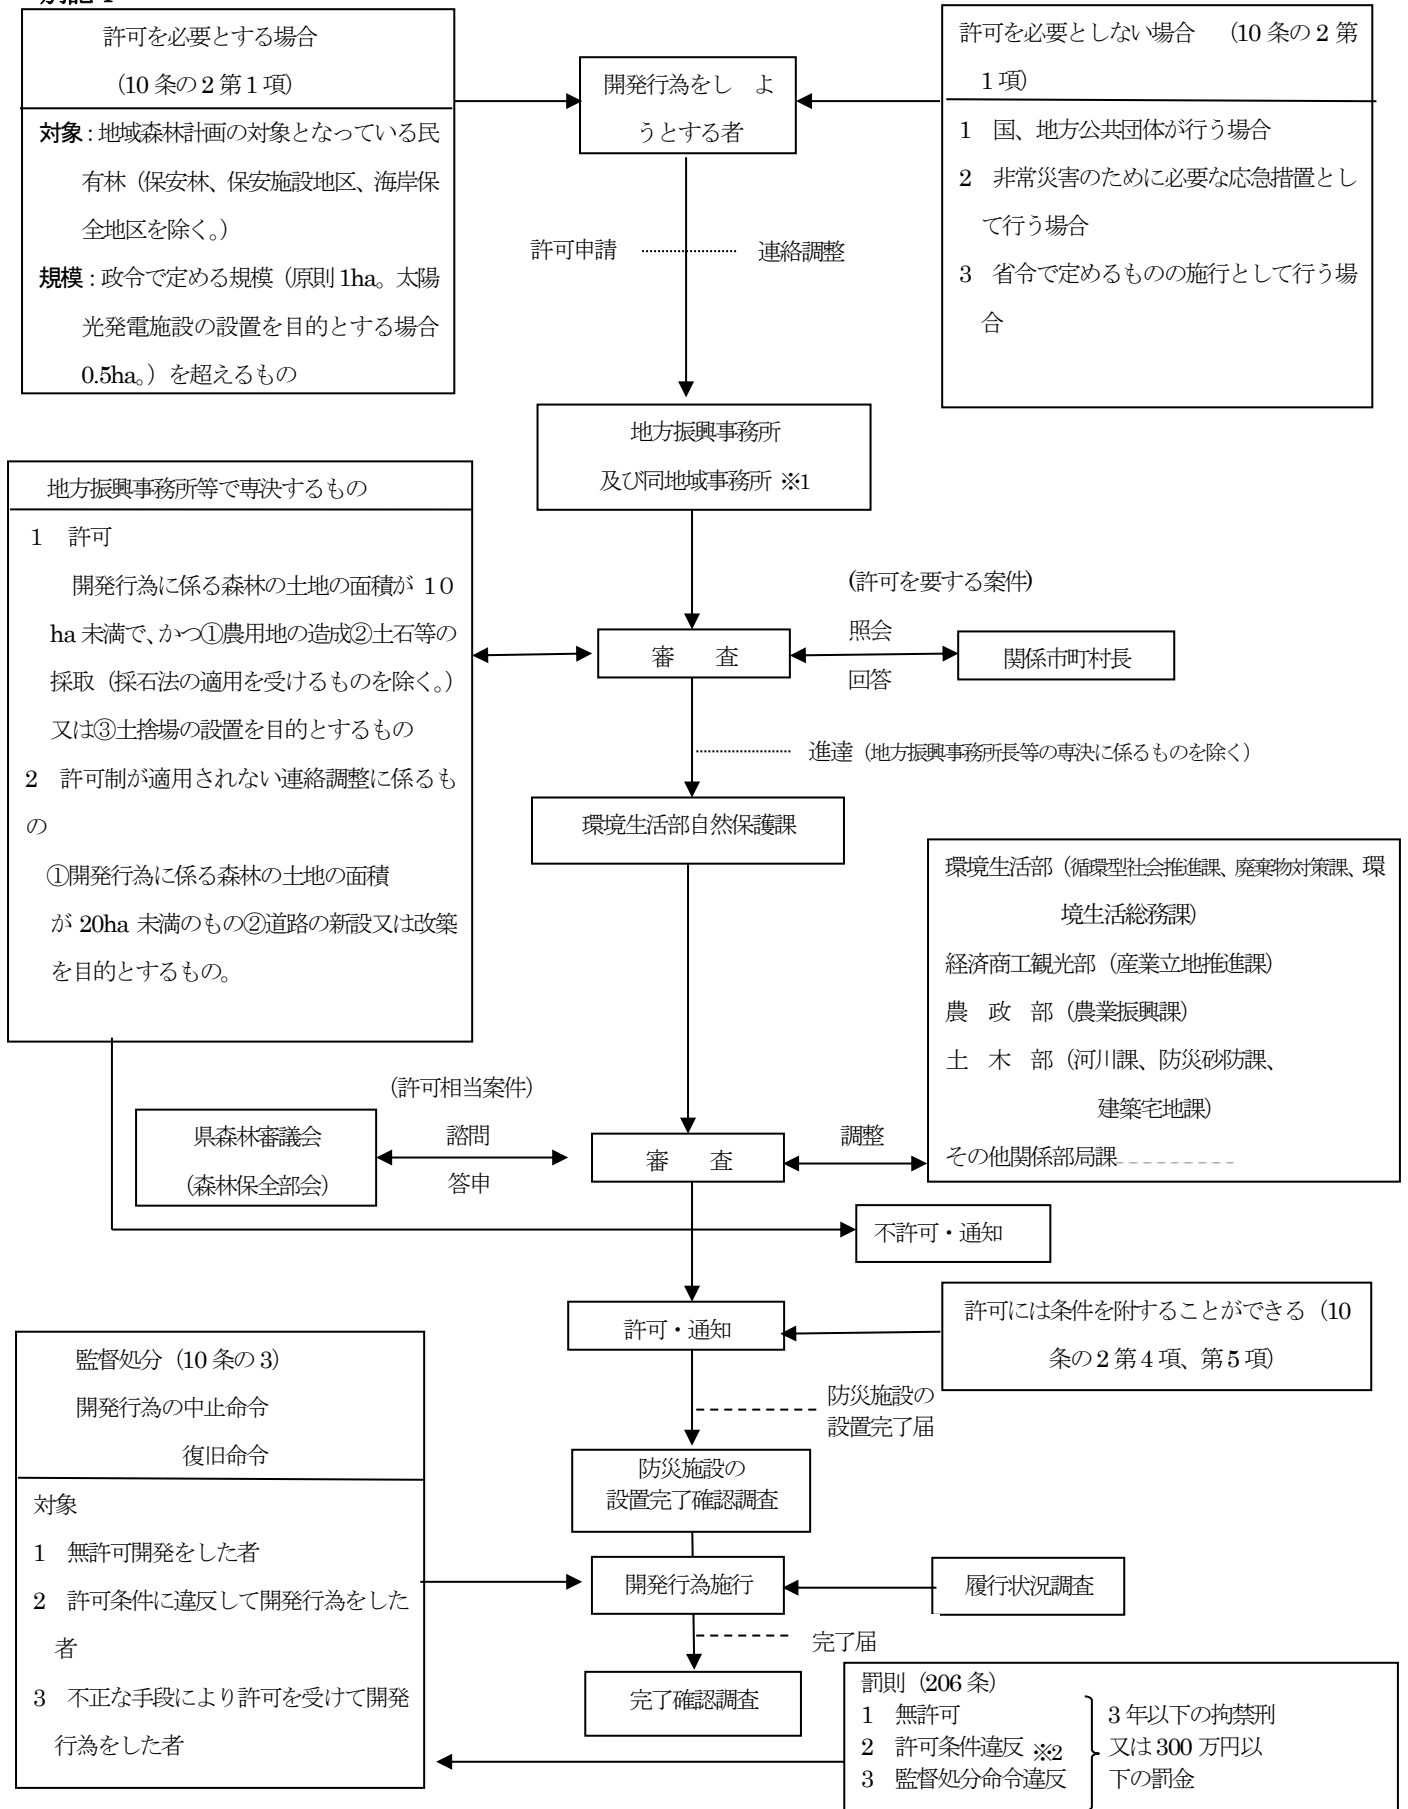 別記1
許可を必要とする場合
（10条の2第1項）
対象：地域森林計画の対象となっている民
有林（保安林、保安施設地区、海岸保
全地区を除く。）
規模：政令で定める規模（原則1ha。太陽
光発電施設の設置を目的とする場合
0.5ha。）を超えるもの
開発行為をし　よ
うとする者
許可を必要としない場合　（10条の2第
1項）
1　国、地方公共団体が行う場合
2　非常災害のために必要な応急措置とし
て行う場合
3　省令で定めるものの施行として行う場
合
許可申請
連絡調整
地方振興事務所
及び同地域事務所 ※1
地方振興事務所等で専決するもの
1　許可
開発行為に係る森林の土地の面積が 10
ha 未満で、かつ①農用地の造成②土石等の
採取（採石法の適用を受けるものを除く。）
又は③土捨場の設置を目的とするもの
2　許可制が適用されない連絡調整に係るも
の
①開発行為に係る森林の土地の面積
が 20ha 未満のもの②道路の新設又は改築
を目的とするもの。
(許可を要する案件)
審　査
照会
回答
関係市町村長
進達（地方振興事務所長等の専決に係るものを除く）
環境生活部自然保護課
環境生活部（循環型社会推進課、廃棄物対策課、環
境生活総務課）
経済商工観光部（産業立地推進課）
農　政　部（農業振興課）
土　木　部（河川課、防災砂防課、
建築宅地課）
その他関係部局課
(許可相当案件)
県森林審議会
（森林保全部会）
諮問
答申
審　査
調整
不許可・通知
許可・通知
許可には条件を附することができる（10
条の2第4項、第5項）
防災施設の
設置完了届
防災施設の
設置完了確認調査
監督処分（10条の3）
開発行為の中止命令
復旧命令
対象
1　無許可開発をした者
2　許可条件に違反して開発行為をした
者
3　不正な手段により許可を受けて開発
行為をした者
開発行為施行
履行状況調査
完了届
完了確認調査
罰則（206条）
1　無許可
2　許可条件違反 ※2
3　監督処分命令違反
3年以下の拘禁刑
又は300万円以
下の罰金